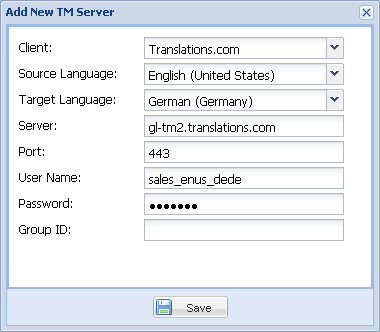 Add New TM Server
Client: Translations.com
Source Language: English (United States)
Target Language: German (Germany)
Server: gl-tm2.translations.com
Port: 443
User Name: sales_enus_dede
Password: ●●●●●●●
Group ID:
Save